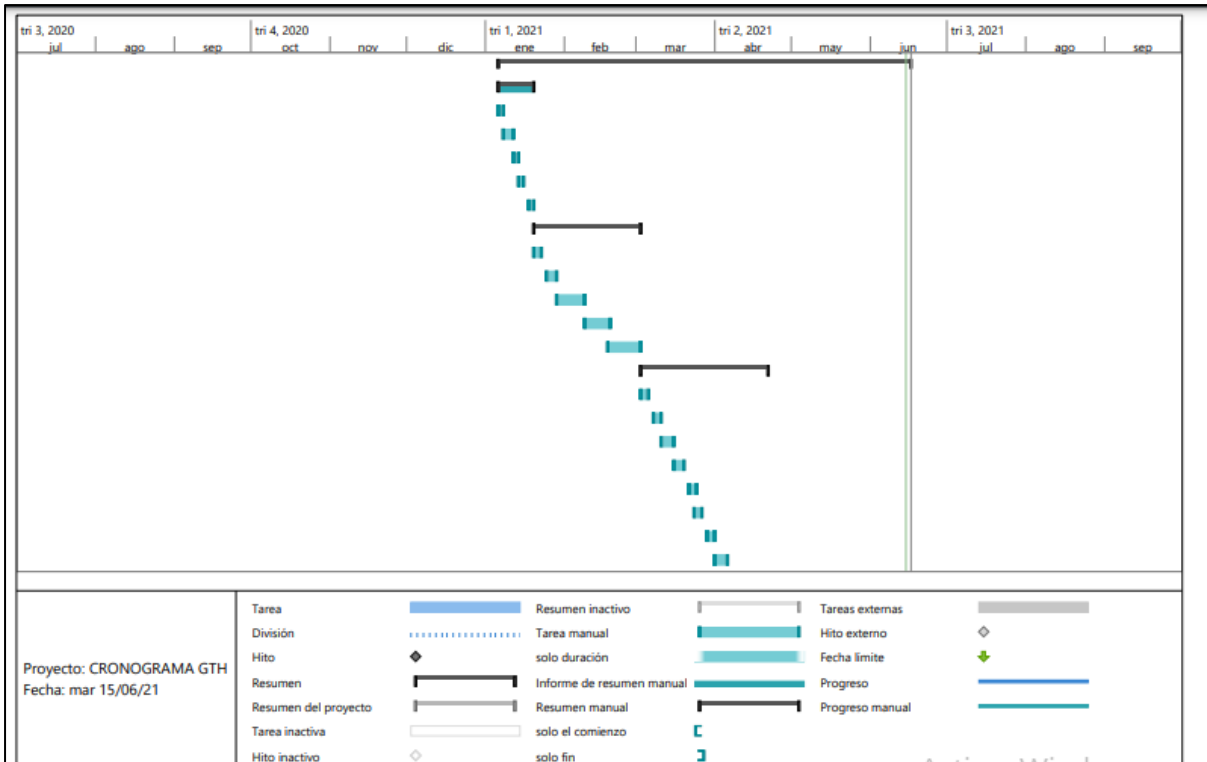 tri 3, 2020 tri 4, 2020 tri 1, 2021 tri 2, 2021 tri 3, 2021
jul ago sep oct nov dic ene feb mar abr may jun jul ago sep
Proyecto: CRONOGRAMA GTH
Fecha: mar 15/06/21
Tarea Resumen inactivo Tareas externas
División Tarea manual Hito externo
Hito solo duración Fecha límite
Resumen Informe de resumen manual Progreso
Resumen del proyecto Resumen manual Progreso manual
Tarea inactiva solo el comienzo
Hito inactivo solo fin